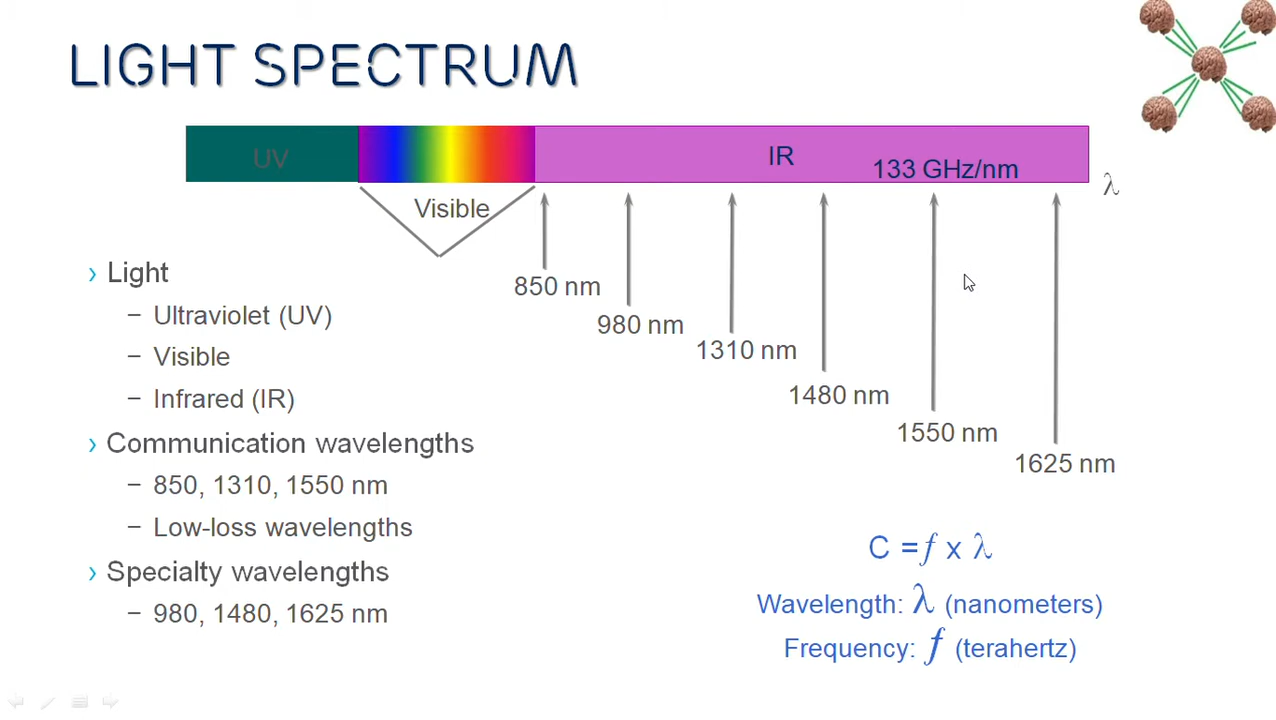 LIGHT SPECTRUM
UV
IR
133 GHz/nm
λ
Visible
850 nm
980 nm
1310 nm
1480 nm
1550 nm
1625 nm
› Light
– Ultraviolet (UV)
– Visible
– Infrared (IR)
› Communication wavelengths
– 850, 1310, 1550 nm
– Low-loss wavelengths
› Specialty wavelengths
– 980, 1480, 1625 nm
C = f x λ
Wavelength: λ (nanometers)
Frequency: f (terahertz)